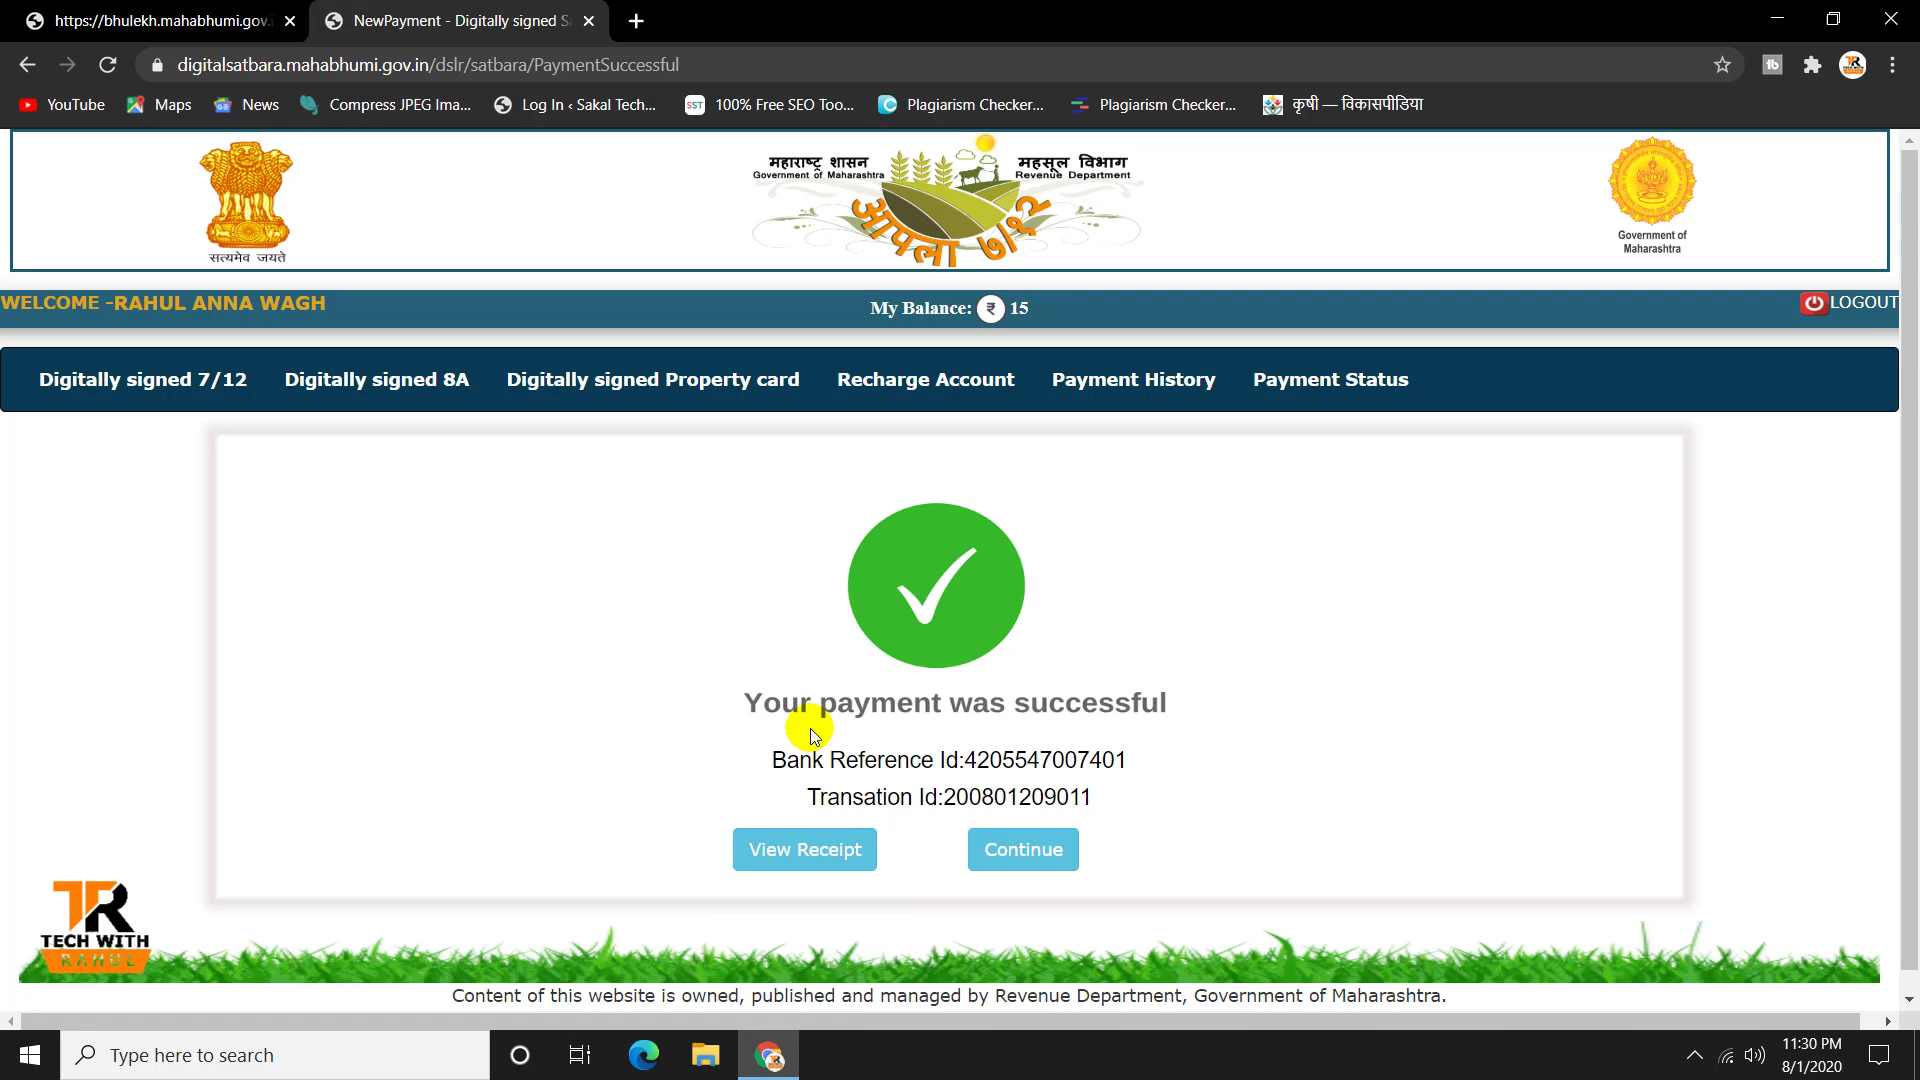 https://bhulekh.mahabhumi.gov.i
NewPayment - Digitally signed S
digitalsatbara.mahabhumi.gov.in/dslr/satbara/PaymentSuccessful
YouTube
Maps
News
Compress JPEG Ima...
Log In ‹ Sakal Tech...
SST
100% Free SEO Too...
Plagiarism Checker...
Plagiarism Checker...
कृषी — विकासपीडिया
सत्यमेव जयते
महाराष्ट्र शासन
Government of Maharashtra
महसूल विभाग
Revenue Department
आपला ७/१२
Government of
Maharashtra
WELCOME -RAHUL ANNA WAGH
My Balance: ₹ 15
LOGOUT
Digitally signed 7/12
Digitally signed 8A
Digitally signed Property card
Recharge Account
Payment History
Payment Status
Your payment was successful
Bank Reference Id:4205547007401
Transation Id:200801209011
View Receipt
Continue
TR
TECH WITH
RAHUL
Content of this website is owned, published and managed by Revenue Department, Government of Maharashtra.
Type here to search
11:30 PM
8/1/2020